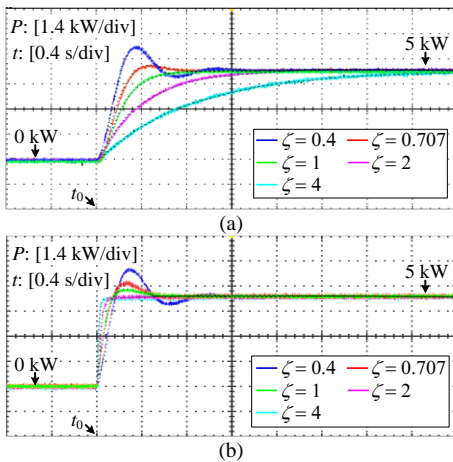 P: [1.4 kW/div]
t: [0.4 s/div]
5 kW
0 kW
ζ = 0.4 ζ = 0.707
ζ = 1 ζ = 2
ζ = 4
t₀
(a)
P: [1.4 kW/div]
t: [0.4 s/div]
5 kW
0 kW
ζ = 0.4 ζ = 0.707
ζ = 1 ζ = 2
ζ = 4
t₀
(b)